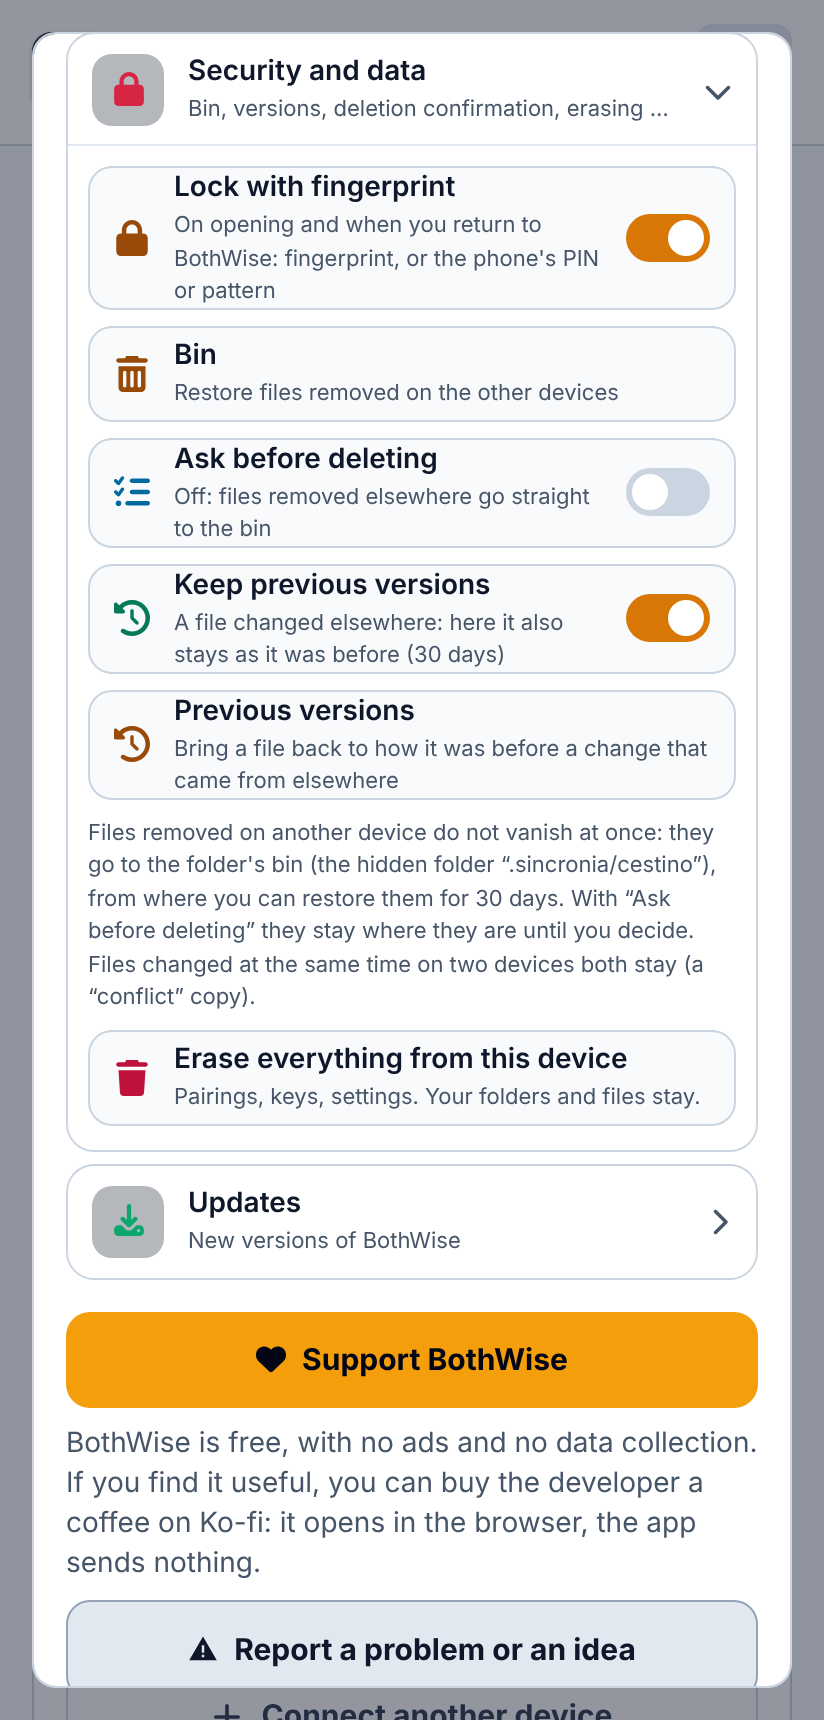 Security and data
Bin, versions, deletion confirmation, erasing ...
Lock with fingerprint
On opening and when you return to
BothWise: fingerprint, or the phone's PIN
or pattern
Bin
Restore files removed on the other devices
Ask before deleting
Off: files removed elsewhere go straight
to the bin
Keep previous versions
A file changed elsewhere: here it also
stays as it was before (30 days)
Previous versions
Bring a file back to how it was before a change that
came from elsewhere
Files removed on another device do not vanish at once: they
go to the folder's bin (the hidden folder “.sincronia/cestino”),
from where you can restore them for 30 days. With “Ask
before deleting” they stay where they are until you decide.
Files changed at the same time on two devices both stay (a
“conflict” copy).
Erase everything from this device
Pairings, keys, settings. Your folders and files stay.
Updates
New versions of BothWise
Support BothWise
BothWise is free, with no ads and no data collection.
If you find it useful, you can buy the developer a
coffee on Ko-fi: it opens in the browser, the app
sends nothing.
Report a problem or an idea
Connect another device